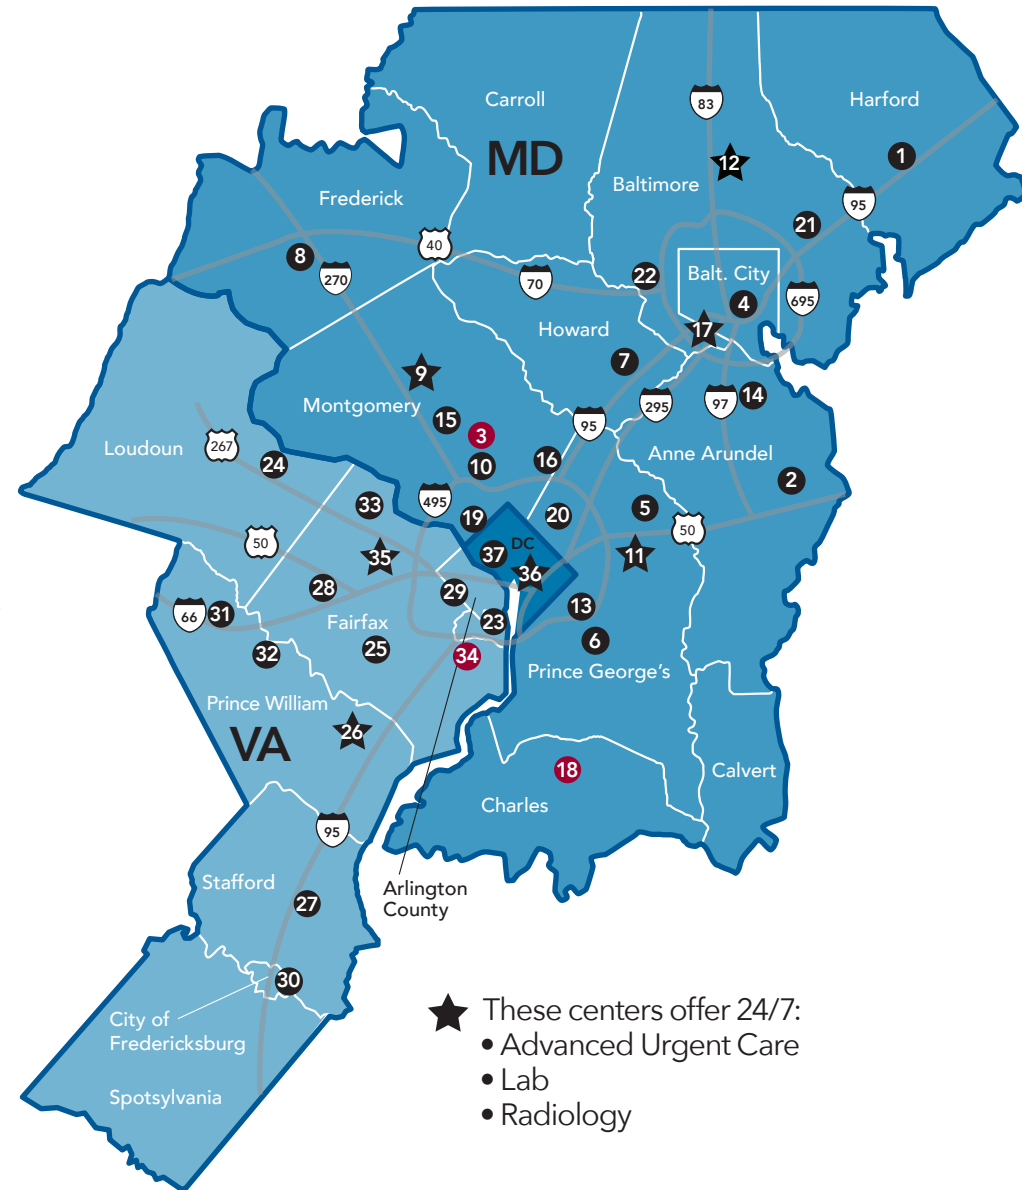 Carroll
83
Harford
MD
12
1
Baltimore
Frederick
95
21
40
8
270
22
Balt. City
70
4
695
17
Howard
7
9
14
97
295
Montgomery
15
95
3
Loudoun
267
Anne Arundel
24
10
16
2
495
33
5
19
20
50
50
DC
37
35
11
36
28
29
13
66
31
Fairfax
23
6
32
25
34
Prince George's
Prince William
26
VA
18
Calvert
Charles
95
Stafford
Arlington
County
27
30
City of
Fredericksburg
Spotsylvania
These centers offer 24/7:
• Advanced Urgent Care
• Lab
• Radiology